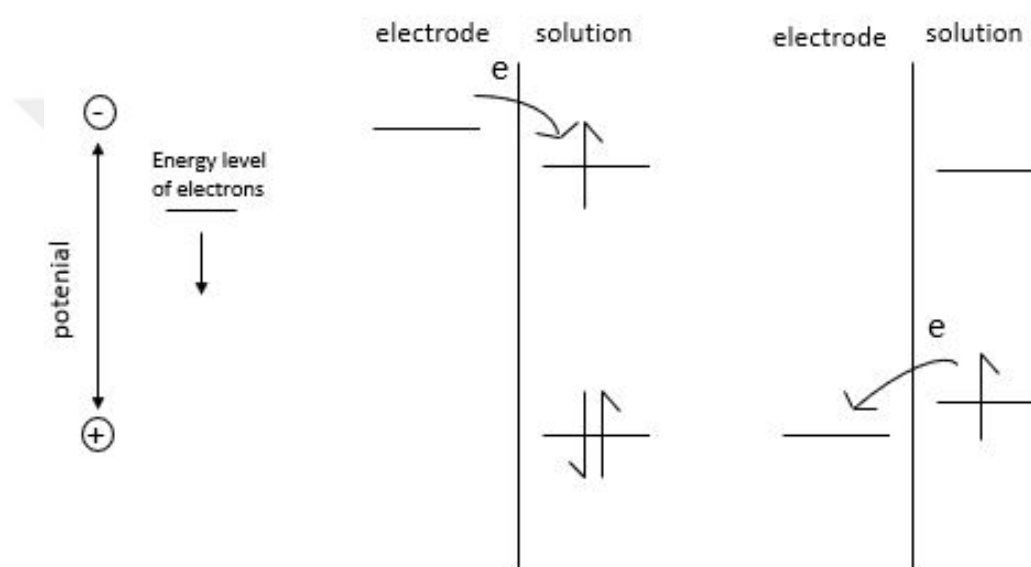 electrode solution
electrode solution
e
-
Energy level
of electrons
potenial
e
+